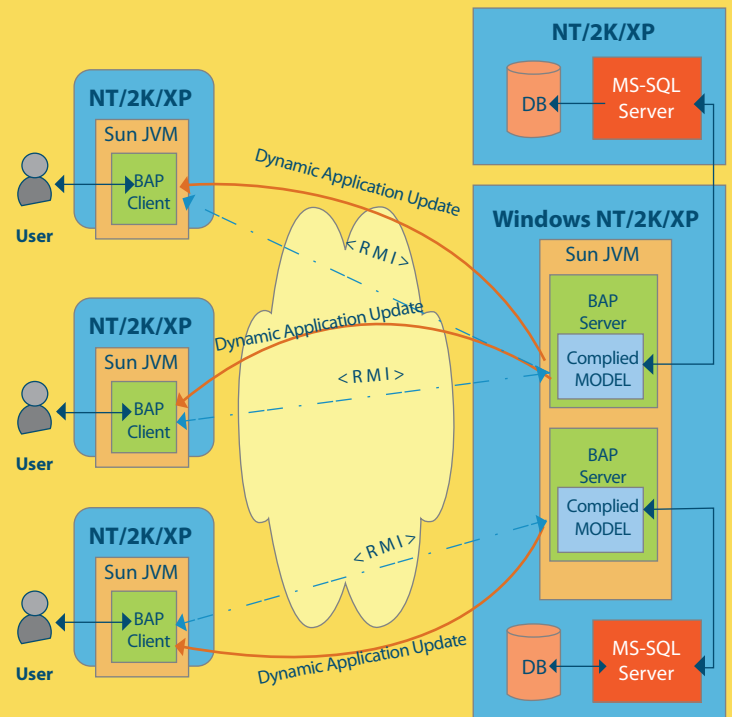 NT/2K/XP
Sun JVM
BAP
Client
User
NT/2K/XP
Sun JVM
BAP
Client
User
NT/2K/XP
Sun JVM
BAP
Client
User
Dynamic Application Update
< R M I >
Dynamic Application Update
< R M I >
< R M I >
Dynamic Application Update
NT/2K/XP
DB
MS-SQL
Server
Windows NT/2K/XP
Sun JVM
BAP
Server
Complied
MODEL
BAP
Server
Complied
MODEL
DB
MS-SQL
Server